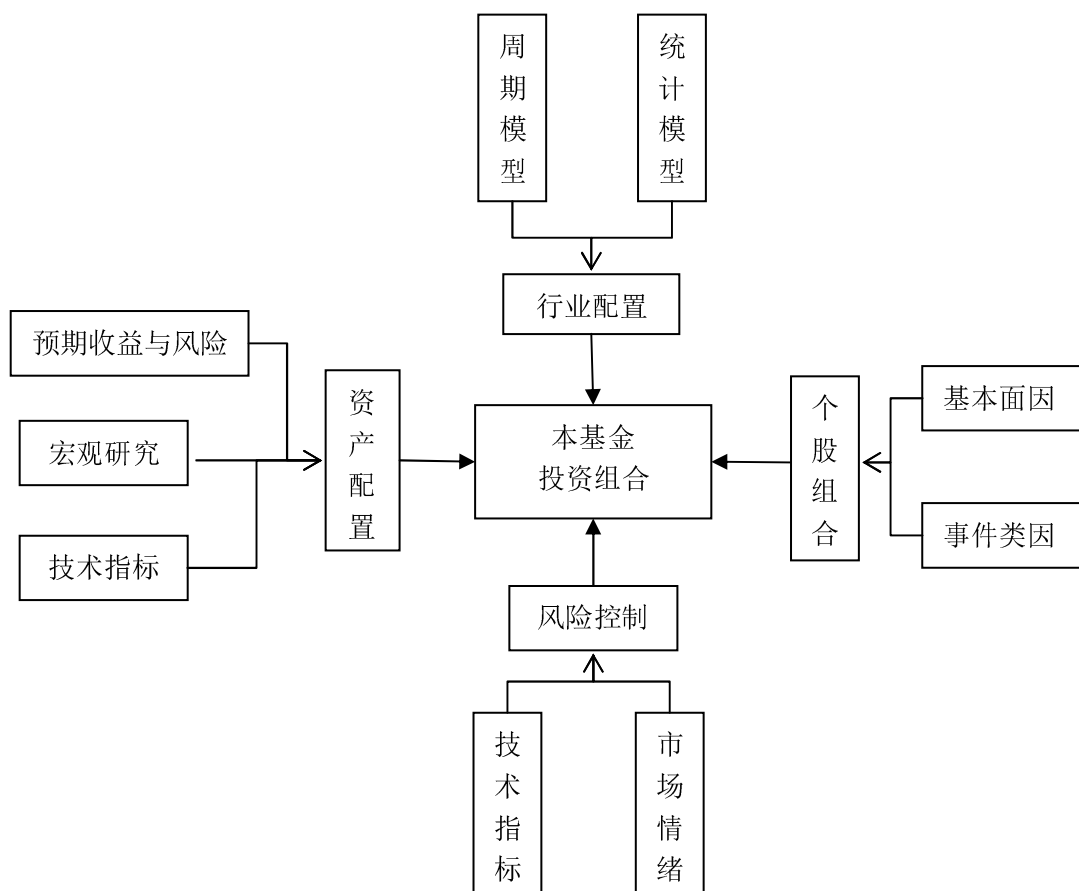 周期模型
统计模型
行业配置
预期收益与风险
宏观研究
技术指标
资产配置
本基金
投资组合
个股组合
基本面因
事件类因
风险控制
技术指标
市场情绪